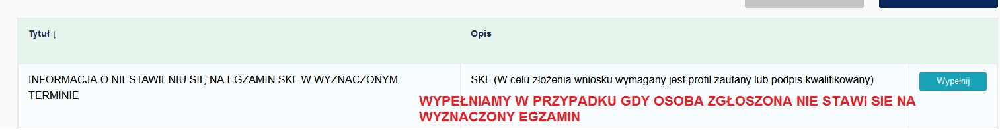 Tytuł ↓
Opis
INFORMACJA O NIESTAWIENIU SIĘ NA EGZAMIN SKL W WYZNACZONYM
TERMINIE
SKL (W celu złożenia wniosku wymagany jest profil zaufany lub podpis kwalifikowany)
Wypełnij
WYPEŁNIAMY W PRZYPADKU GDY OSOBA ZGŁOSZONA NIE STAWI SIE NA
WYZNACZONY EGZAMIN